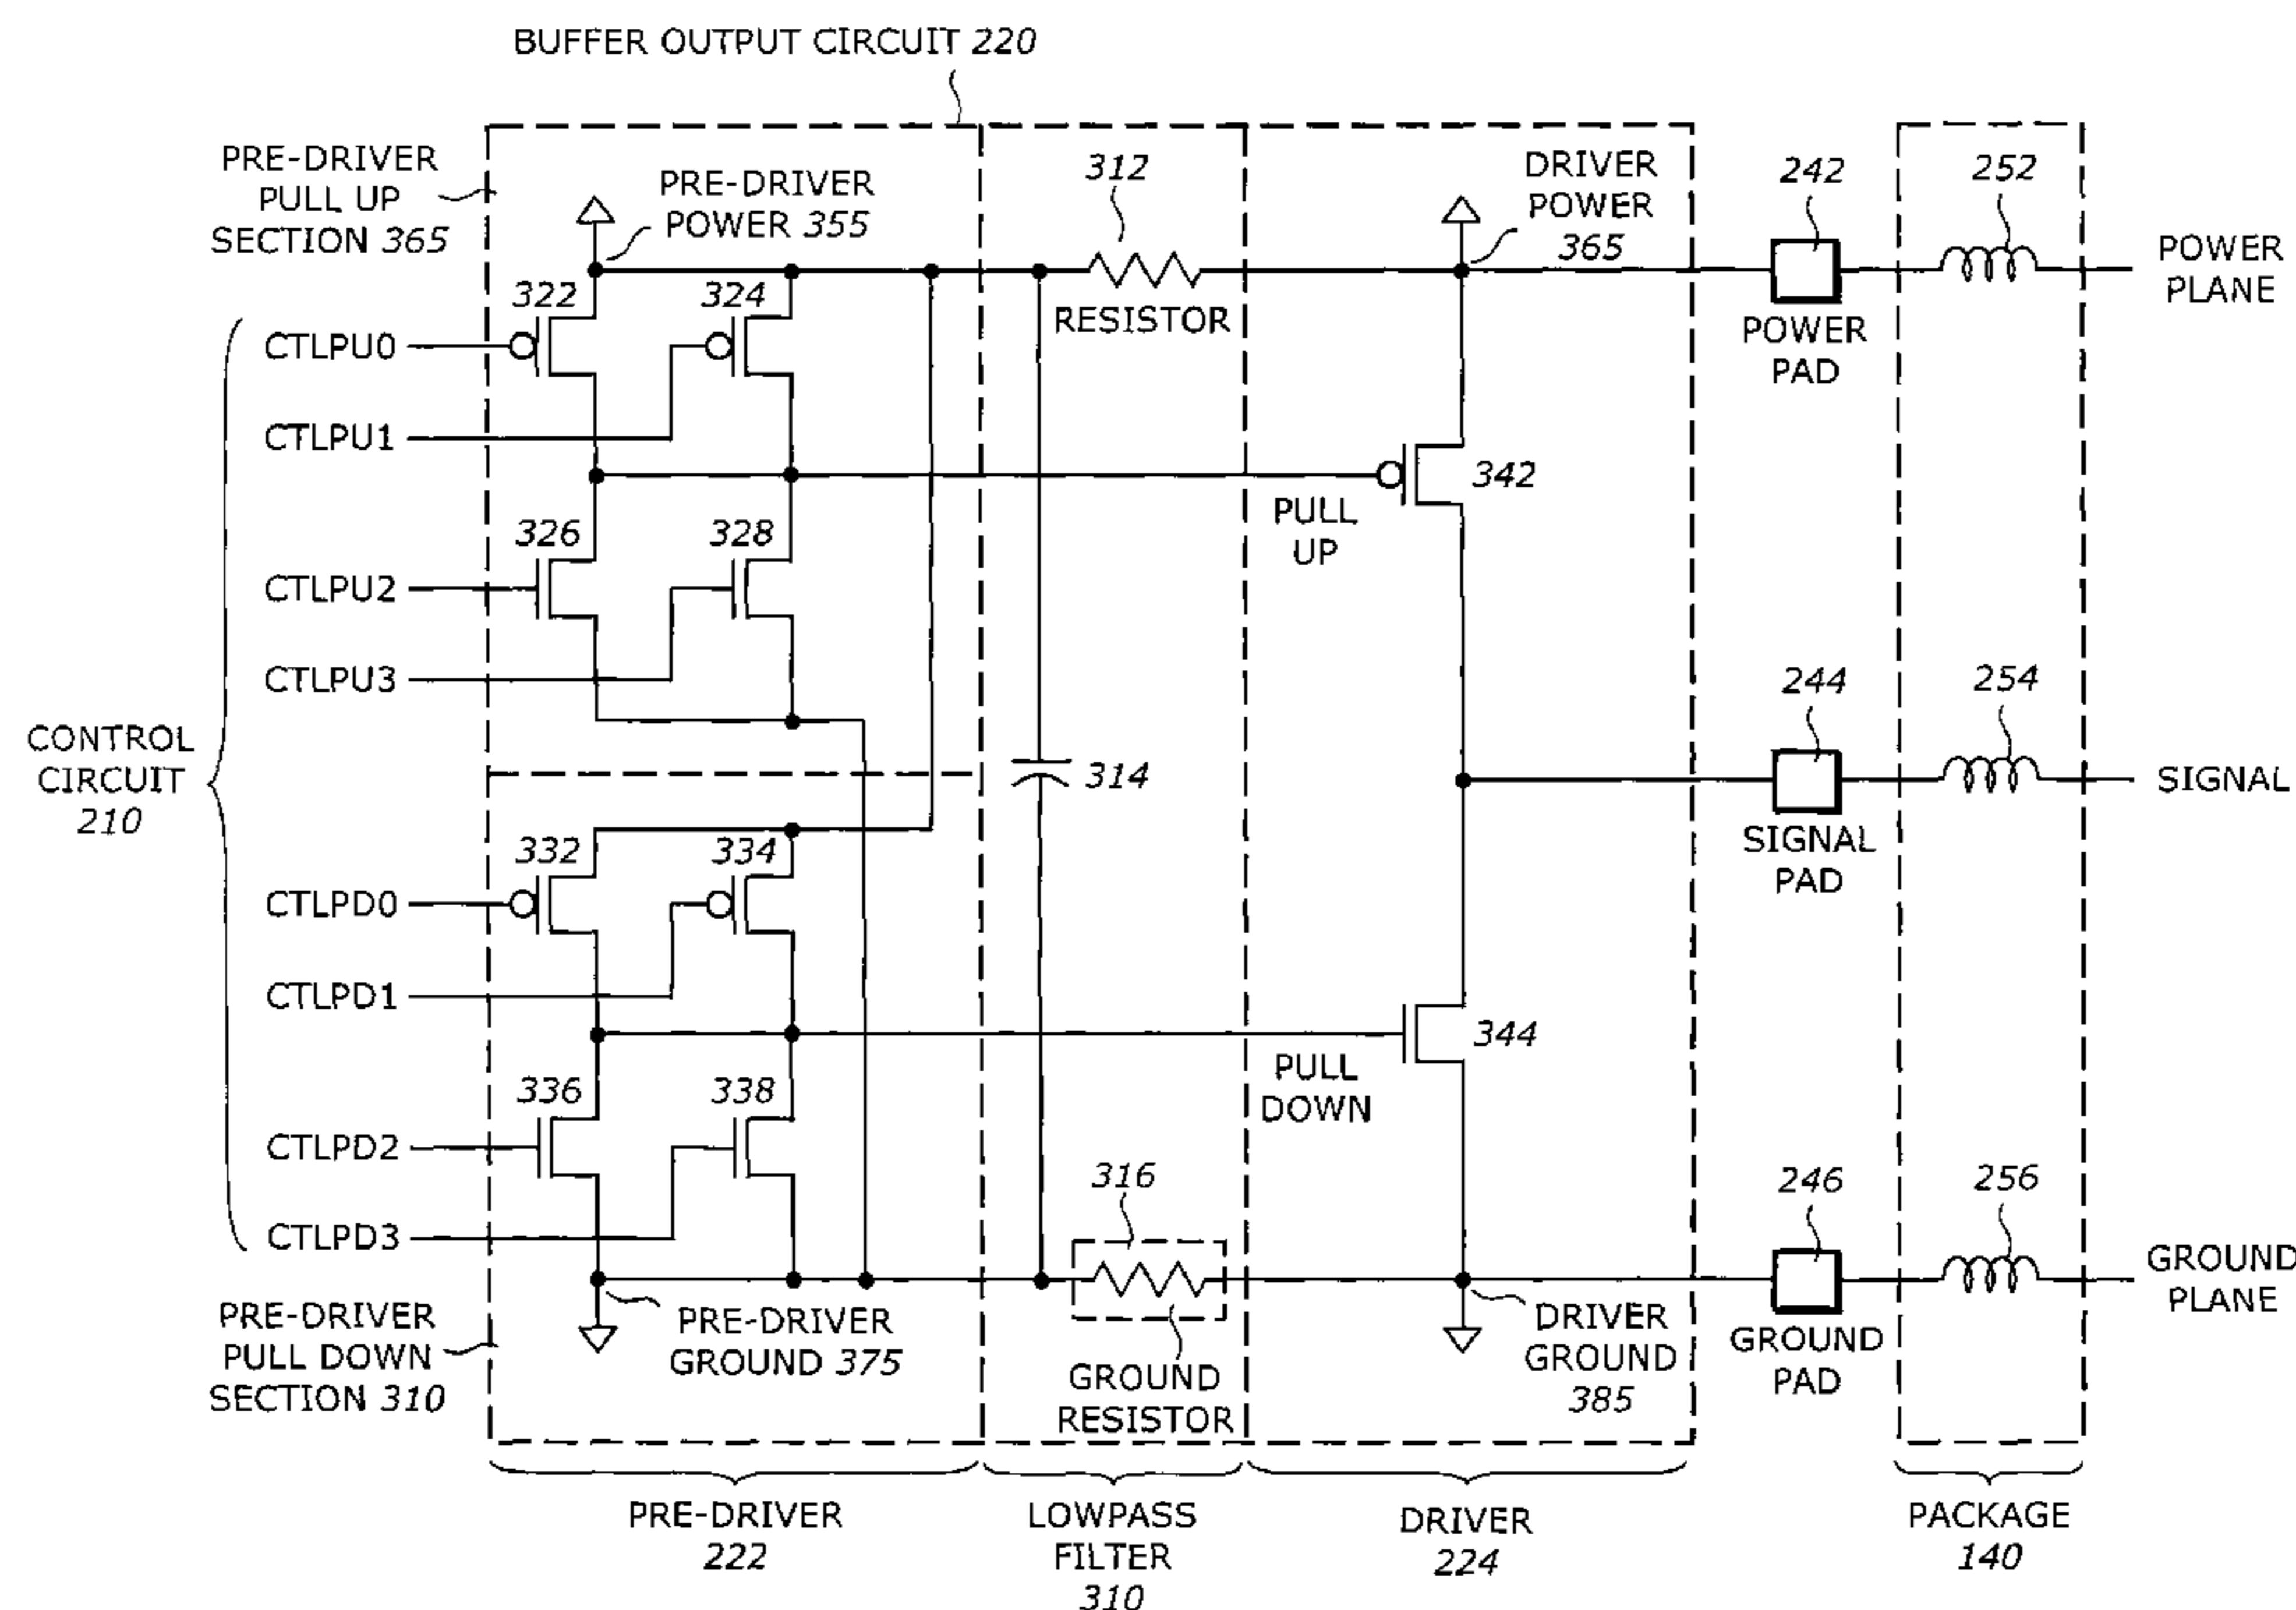 BUFFER OUTPUT CIRCUIT 220
PRE-DRIVER
PULL UP
SECTION 365
PRE-DRIVER
POWER 355
312
RESISTOR
DRIVER
POWER
365
242
POWER
PAD
252
POWER
PLANE
322
324
CTLPU0
CTLPU1
342
PULL
UP
326
328
CTLPU2
CTLPU3
CONTROL
CIRCUIT
210
314
244
SIGNAL
PAD
254
SIGNAL
332
334
CTLPD0
CTLPD1
344
PULL
DOWN
336
338
CTLPD2
CTLPD3
316
GROUND
RESISTOR
246
GROUND
PAD
256
GROUND
PLANE
PRE-DRIVER
PULL DOWN
SECTION 310
PRE-DRIVER
GROUND 375
DRIVER
GROUND
385
PRE-DRIVER
222
LOWPASS
FILTER
310
DRIVER
224
PACKAGE
140